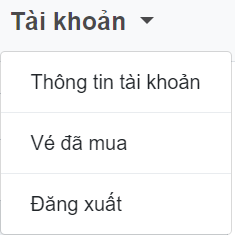 Tài khoản
Thông tin tài khoản
Vé đã mua
Đăng xuất